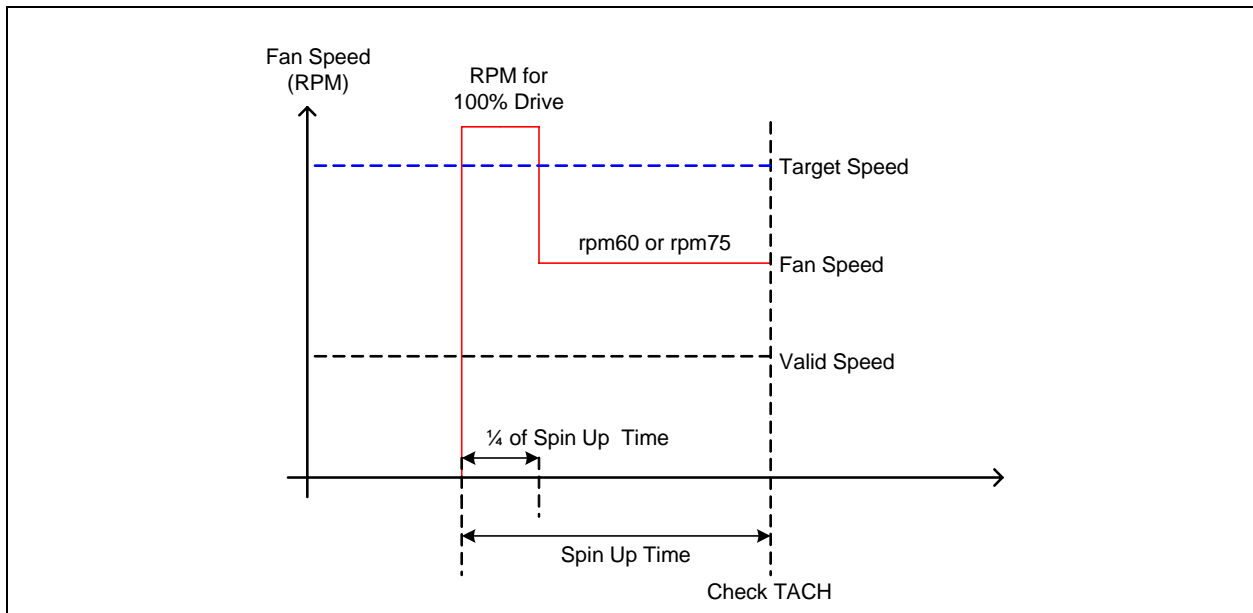 Fan Speed
(RPM)
RPM for
100% Drive
Target Speed
rpm60 or rpm75
Fan Speed
Valid Speed
¼ of Spin Up Time
Spin Up Time
Check TACH